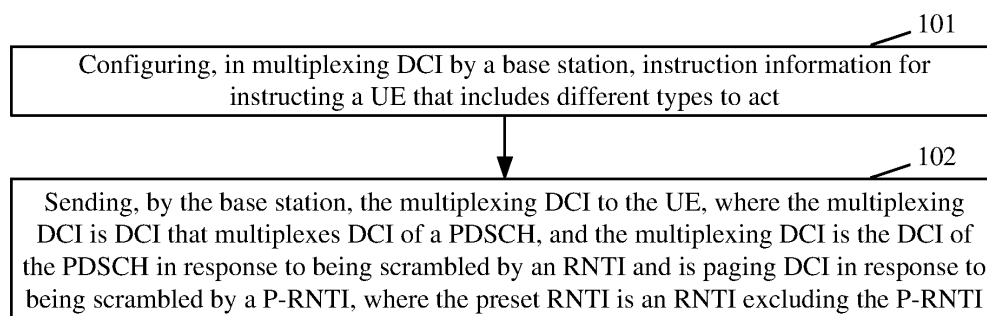 101
Configuring, in multiplexing DCI by a base station, instruction information for
instructing a UE that includes different types to act
102
Sending, by the base station, the multiplexing DCI to the UE, where the multiplexing
DCI is DCI that multiplexes DCI of a PDSCH, and the multiplexing DCI is the DCI of
the PDSCH in response to being scrambled by an RNTI and is paging DCI in response to
being scrambled by a P-RNTI, where the preset RNTI is an RNTI excluding the P-RNTI